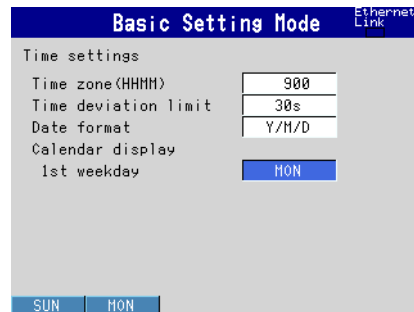 Basic Setting Mode
Ethernet
Link
Time settings
Time zone(HHMM) 900
Time deviation limit 30s
Date format Y/M/D
Calendar display
1st weekday MON
SUN MON